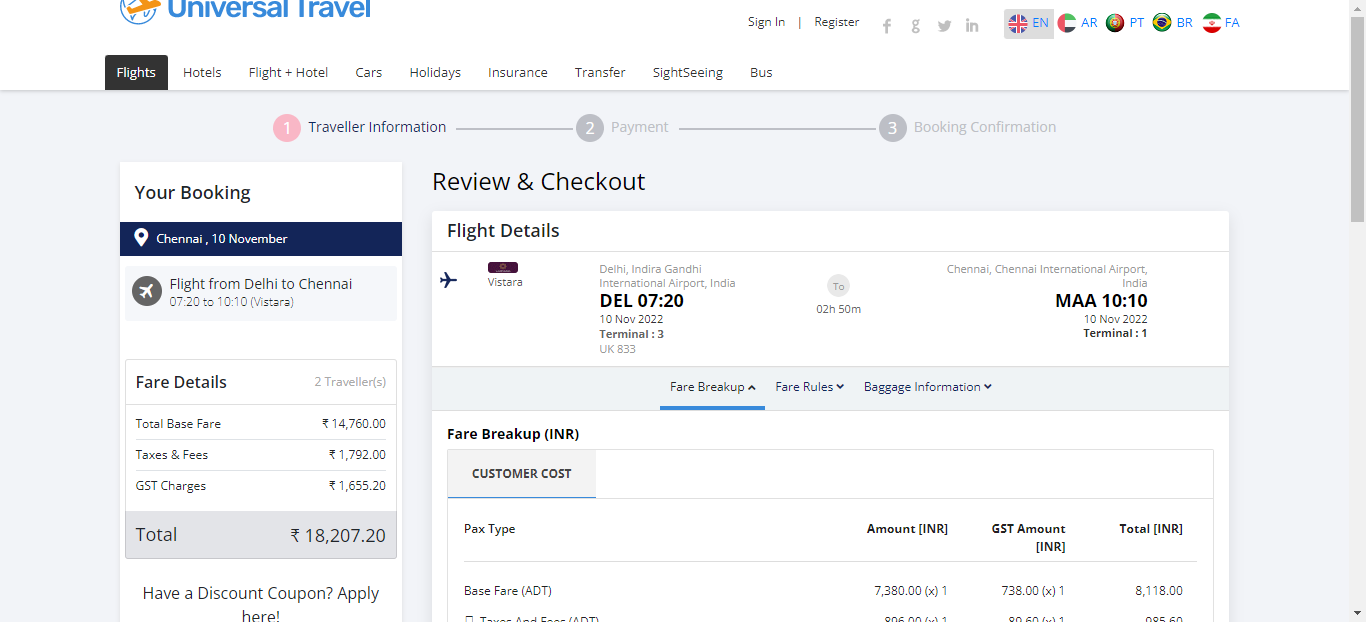 Universal Travel
Sign In | Register
EN AR PT BR FA
Flights Hotels Flight + Hotel Cars Holidays Insurance Transfer SightSeeing Bus
1 Traveller Information 2 Payment 3 Booking Confirmation
Your Booking
Chennai , 10 November
Flight from Delhi to Chennai
07:20 to 10:10 (Vistara)
Fare Details 2 Traveller(s)
Total Base Fare ₹ 14,760.00
Taxes & Fees ₹ 1,792.00
GST Charges ₹ 1,655.20
Total ₹ 18,207.20
Have a Discount Coupon? Apply
here!
Review & Checkout
Flight Details
Vistara
Delhi, Indira Gandhi
International Airport, India
DEL 07:20
10 Nov 2022
Terminal : 3
UK 833
To
02h 50m
Chennai, Chennai International Airport,
India
MAA 10:10
10 Nov 2022
Terminal : 1
Fare Breakup Fare Rules Baggage Information
Fare Breakup (INR)
CUSTOMER COST
Pax Type Amount [INR] GST Amount [INR] Total [INR]
Base Fare (ADT) 7,380.00 (x) 1 738.00 (x) 1 8,118.00
Taxes And Fees (ADT) 896.00 (x) 1 89.60 (x) 1 985.60